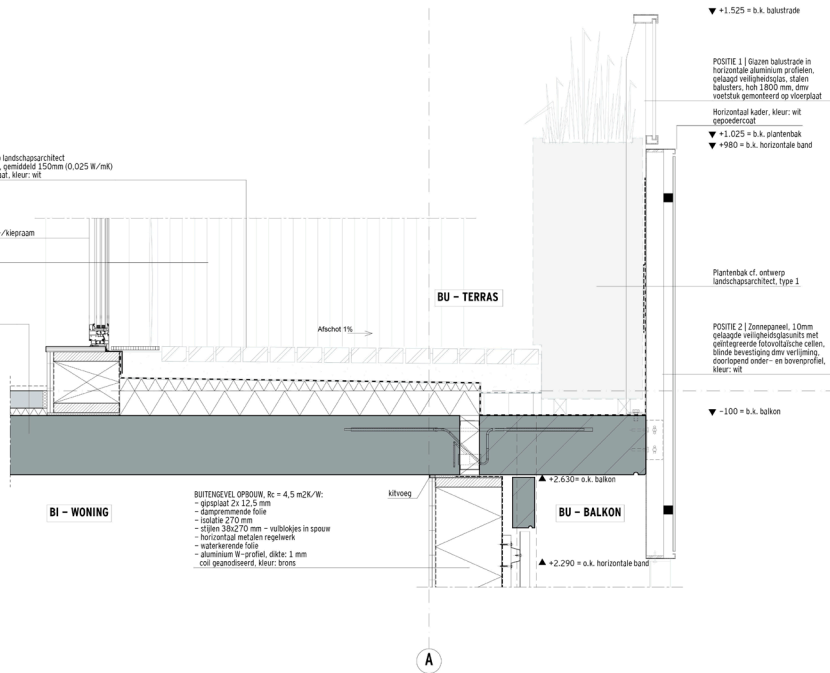 +1.525 = b.k. balustrade
POSITIE 1 | Glazen balustrade in
horizontale aluminium profielen,
gelaagd veiligheidsglas, stalen
balusters, hoh 1800 mm, dmv
voetstuk gemonteerd op vloerplaat
Horizontaal kader, kleur: wit
gepoedercoat
+1.025 = b.k. plantenbak
+980 = b.k. horizontale band
landschapsarchitect
, gemiddeld 150mm (0,025 W/mK)
aat, kleur: wit
/kiepraam
Plantenbak cf. ontwerp
landschapsarchitect, type 1
BU – TERRAS
Afschot 1%
POSITIE 2 | Zonnepaneel, 10mm
gelaagde veiligheidsglasunits met
geïntegreerde fotovoltaïsche cellen,
blinde bevestiging dmv verlijming,
doorlopend onder- en bovenprofiel,
kleur: wit
-100 = b.k. balkon
+2.630= o.k. balkon
BUITENGEVEL OPBOUW, Rc = 4,5 m2K/W:
- gipsplaat 2x 12,5 mm
- dampremmende folie
- isolatie 270 mm
- stijlen 38x270 mm – vulblokjes in spouw
- horizontaal metalen regelwerk
- waterkerende folie
- aluminium W-profiel, dikte: 1 mm
coil geanodiseerd, kleur: brons
kitvoeg
BI – WONING
BU – BALKON
+2.290 = o.k. horizontale band
A